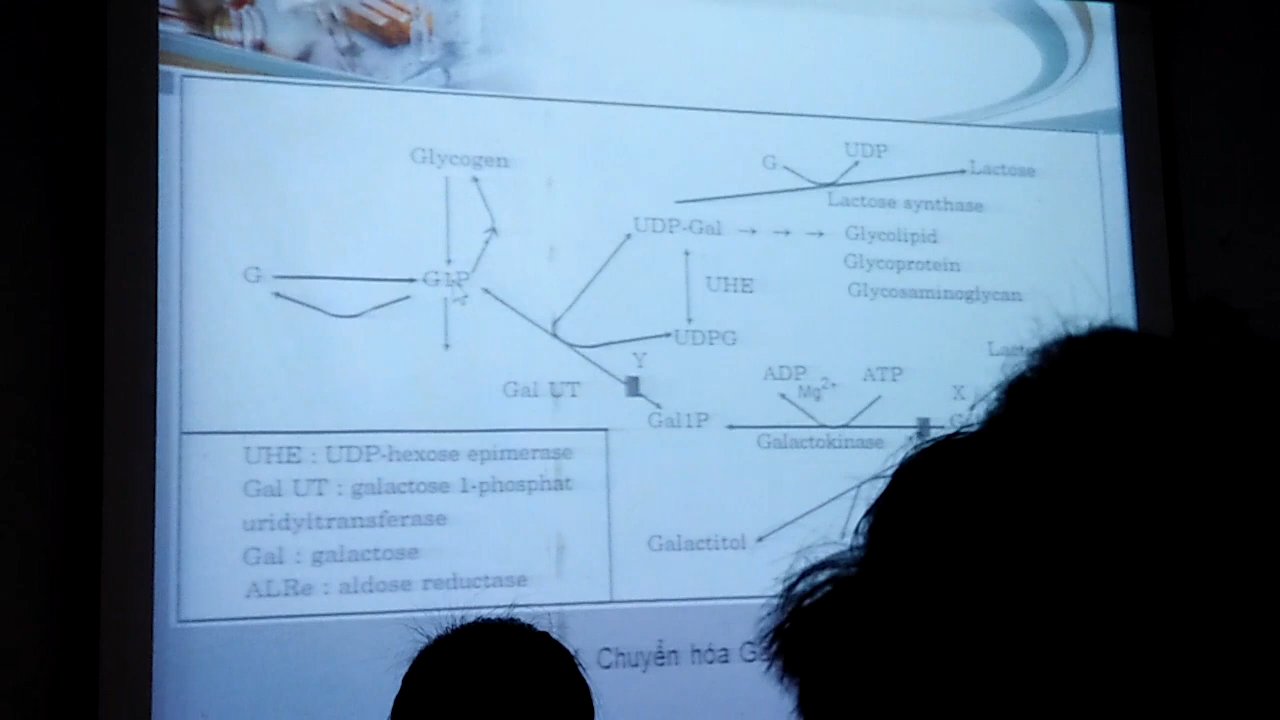 Glycogen
G
UDP
Lactose
Lactose synthase
UDP-Gal → → → Glycolipid
Glycoprotein
Glycosaminoglycan
G
G1P
UHE
UDPG
Y
Gal UT
ADP
Mg2+
ATP
X
Gal1P
Galactokinase
UHE : UDP-hexose epimerase
Gal UT : galactose 1-phosphat
uridyltransferase
Gal : galactose
ALRe : aldose reductase
Galactitol
Chuyển hóa